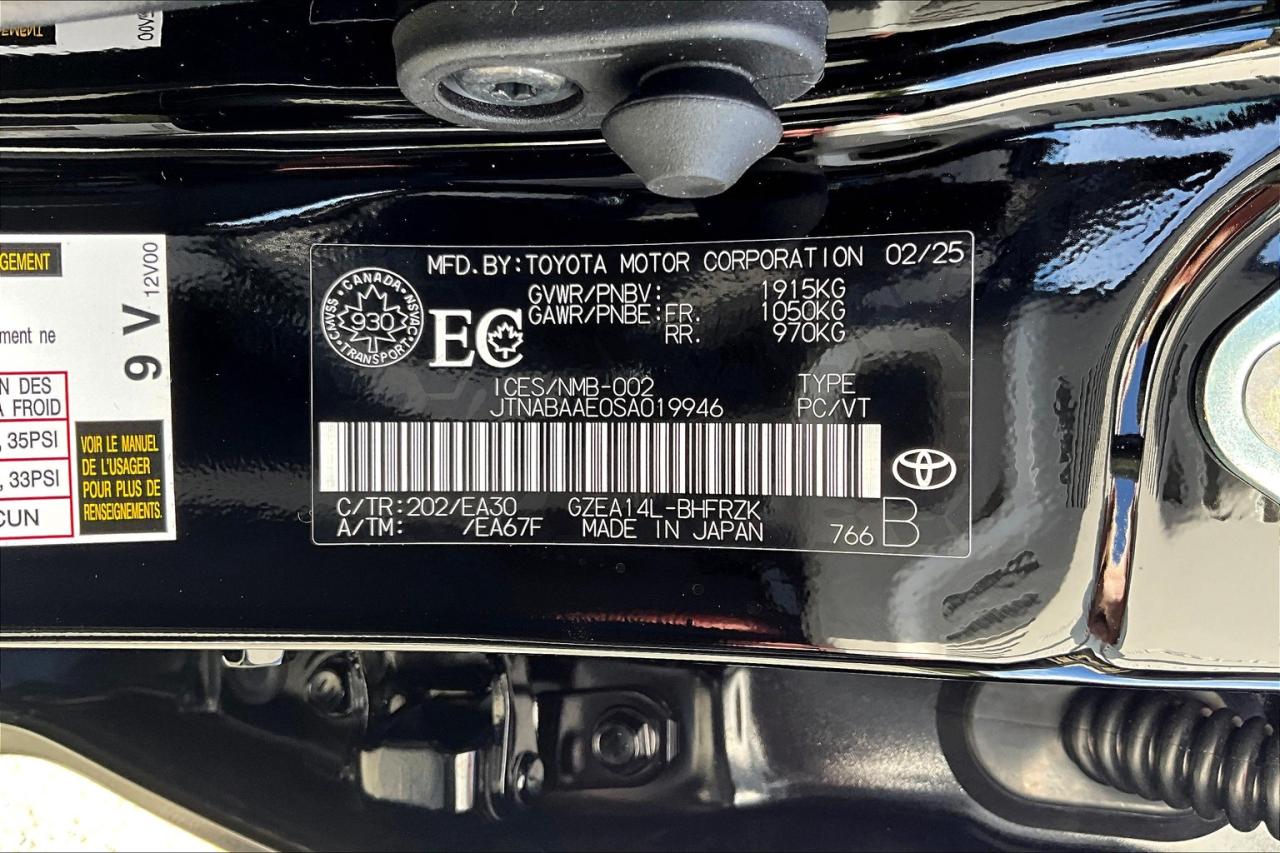 GEMENT
ment ne
N DES
A FROID
, 35PSI
, 33PSI
CUN
9 V
12V00
VOIR LE MANUEL
DE L'USAGER
POUR PLUS DE
RENSEIGNEMENTS.
MFD.BY:TOYOTA MOTOR CORPORATION 02/25
CANADA
CMVSS NSVAC
930
TRANSPORT
EC
GVWR/PNBV: 1915KG
GAWR/PNBE:FR. 1050KG
RR. 970KG
ICES/NMB-002 TYPE
JTNABAAE0SA019946 PC/VT
C/TR:202/EA30 GZEA14L-BHFRZK
A/TM: /EA67F MADE IN JAPAN 766 B